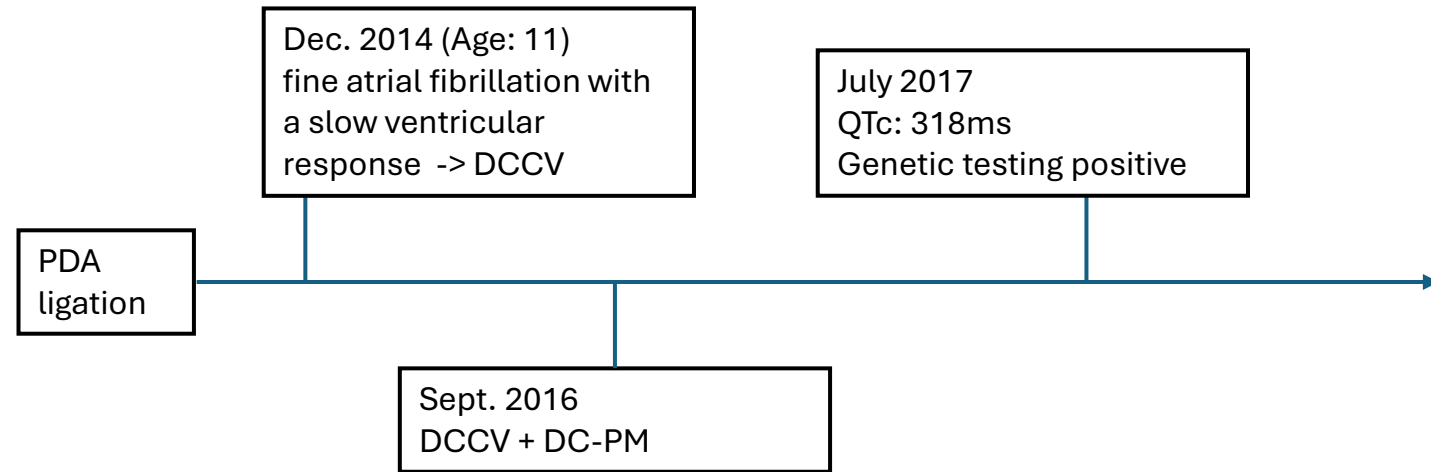 PDA
ligation
Dec. 2014 (Age: 11)
fine atrial fibrillation with
a slow ventricular
response -> DCCV
Sept. 2016
DCCV + DC-PM
July 2017
QTc: 318ms
Genetic testing positive